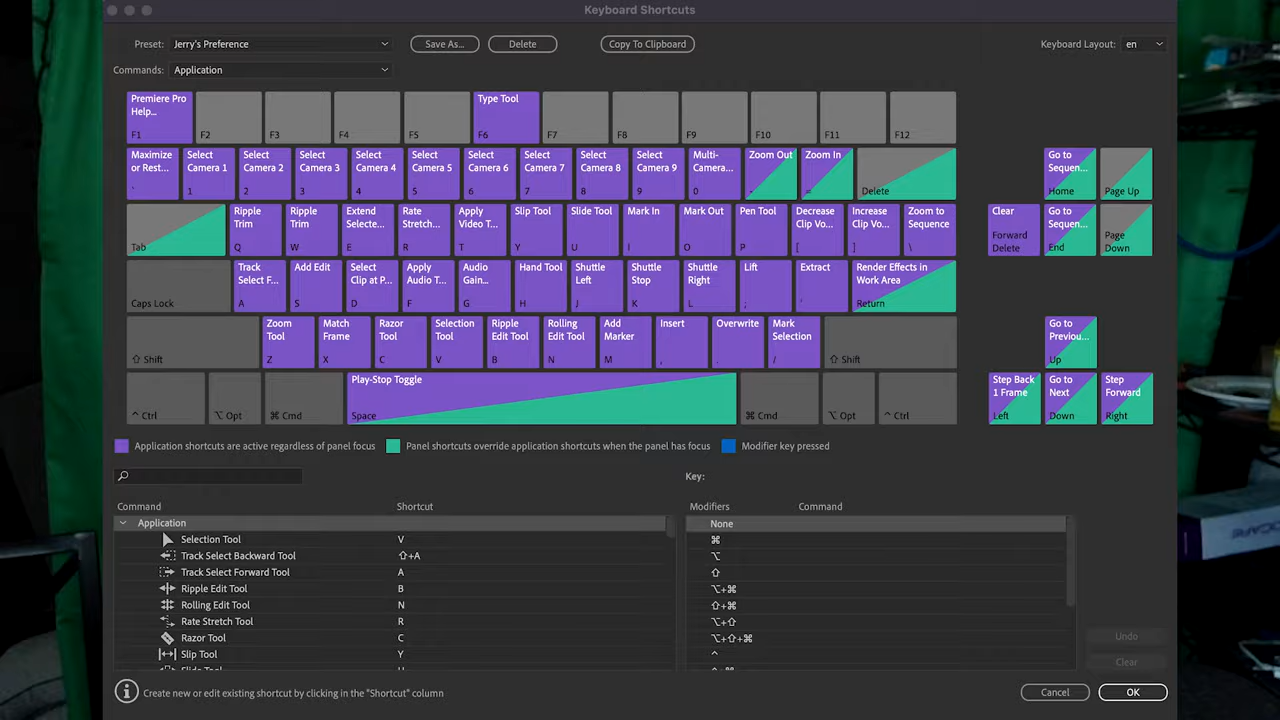 Keyboard Shortcuts
Preset: Jerry's Preference
Save As...
Delete
Copy To Clipboard
Keyboard Layout: en
Commands: Application
Premiere Pro Help...
F1
F2
F3
F4
F5
Type Tool
F6
F7
F8
F9
F10
F11
F12
Maximize or Rest...
`
Select Camera 1
1
Select Camera 2
2
Select Camera 3
3
Select Camera 4
4
Select Camera 5
5
Select Camera 6
6
Select Camera 7
7
Select Camera 8
8
Select Camera 9
9
Multi-Camera...
0
Zoom Out
-
Zoom In
=
Delete
Go to Sequen...
Home
Page Up
Tab
Ripple Trim
Q
Ripple Trim
W
Extend Selecte...
E
Rate Stretch...
R
Apply Video T...
T
Slip Tool
Y
Slide Tool
U
Mark In
I
Mark Out
O
Pen Tool
P
Decrease Clip Vo...
[
Increase Clip Vo...
]
Zoom to Sequence
\
Clear
Forward Delete
Go to Sequen...
End
Page Down
Caps Lock
Track Select F...
A
Add Edit
S
Select Clip at P...
D
Apply Audio T...
F
Audio Gain...
G
Hand Tool
H
Shuttle Left
J
Shuttle Stop
K
Shuttle Right
L
Lift
;
Extract
'
Render Effects in Work Area
Return
⇧ Shift
Zoom Tool
Z
Match Frame
X
Razor Tool
C
Selection Tool
V
Ripple Edit Tool
B
Rolling Edit Tool
N
Add Marker
M
Insert
,
Overwrite
.
Mark Selection
/
⇧ Shift
Go to Previou...
Up
^ Ctrl
⌥ Opt
⌘ Cmd
Play-Stop Toggle
Space
⌘ Cmd
⌥ Opt
^ Ctrl
Step Back 1 Frame
Left
Go to Next
Down
Step Forward
Right
Application shortcuts are active regardless of panel focus
Panel shortcuts override application shortcuts when the panel has focus
Modifier key pressed
Key:
Command Shortcut
Application
Selection Tool V
Track Select Backward Tool ⇧+A
Track Select Forward Tool A
Ripple Edit Tool B
Rolling Edit Tool N
Rate Stretch Tool R
Razor Tool C
Slip Tool Y
Modifiers Command
None
⌘
⌥
⇧
⌥+⌘
⇧+⌘
⌥+⇧
⌥+⇧+⌘
^
Undo
Clear
Create new or edit existing shortcut by clicking in the "Shortcut" column
Cancel
OK